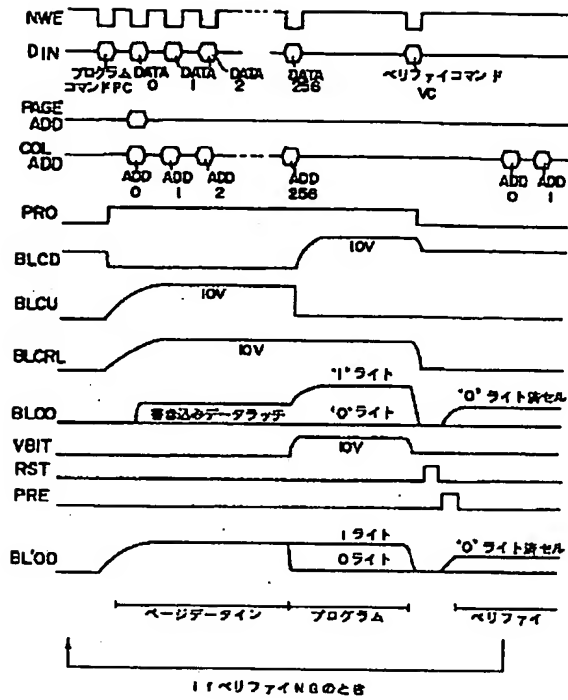 NWE
DIN
プログラム
コマンドPC
DATA
0
DATA
1
DATA
2
DATA
256
ベリファイコマンド
VC
PAGE
ADD
COL
ADD
ADD
0
ADD
1
ADD
2
ADD
256
ADD
0
ADD
1
PRO
BLCD
10V
BLCU
10V
BLCRL
10V
"1"ライト
BL00
書き込みデータラッチ
"0"ライト
"0"ライト済セル
VBIT
10V
RST
PRE
BL'00
1ライト
0ライト
"0"ライト済セル
ページデータイン
プログラム
ベリファイ
ifベリファイNGのとき